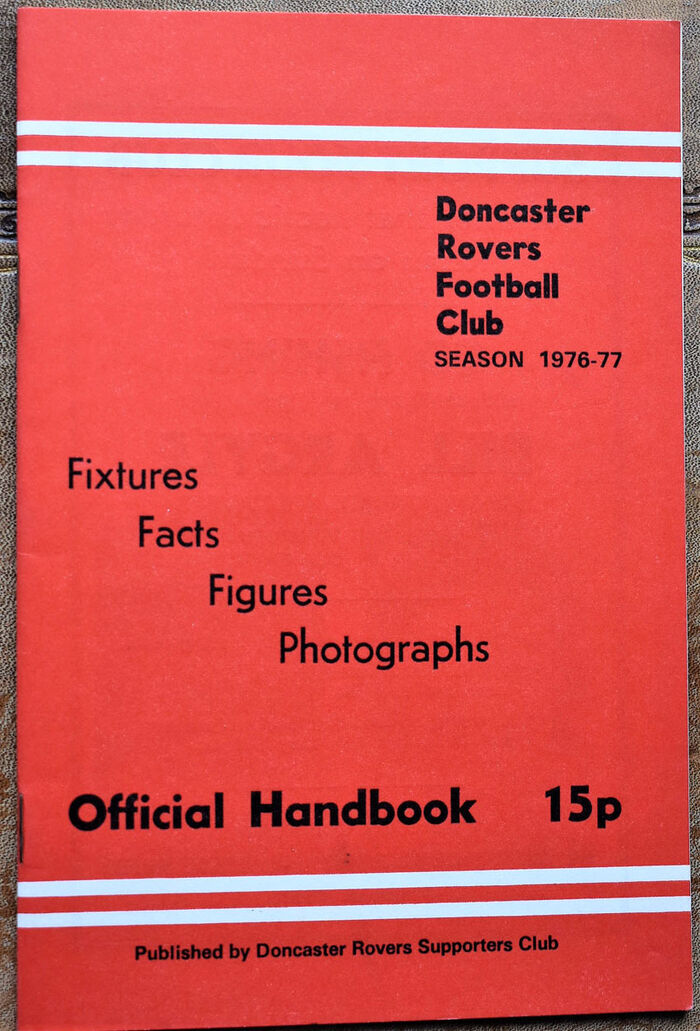 Doncaster
Rovers
Football
Club
SEASON 1976-77
Fixtures
Facts
Figures
Photographs
Official Handbook 15p
Published by Doncaster Rovers Supporters Club